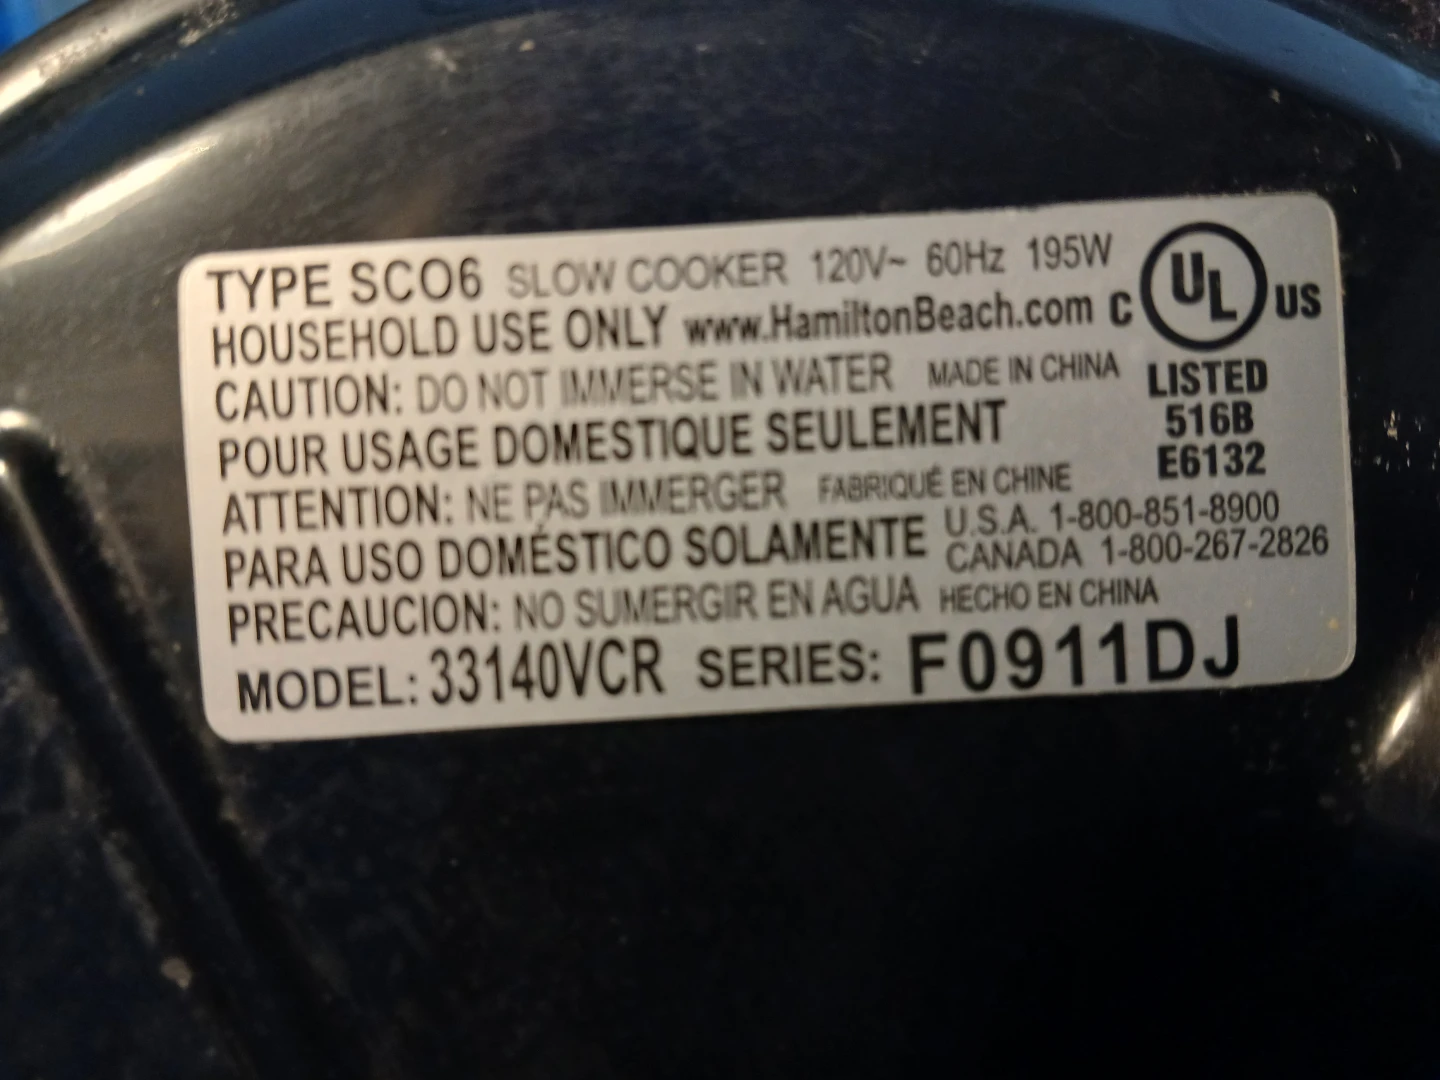 TYPE SCO6 SLOW COOKER 120V~ 60Hz 195W
HOUSEHOLD USE ONLY www.HamiltonBeach.com C UL US
CAUTION: DO NOT IMMERSE IN WATER MADE IN CHINA LISTED
POUR USAGE DOMESTIQUE SEULEMENT 516B
ATTENTION: NE PAS IMMERGER FABRIQUÉ EN CHINE E6132
PARA USO DOMÉSTICO SOLAMENTE U.S.A. 1-800-851-8900
CANADA 1-800-267-2826
PRECAUCION: NO SUMERGIR EN AGUA HECHO EN CHINA
MODEL: 33140VCR SERIES: F0911DJ